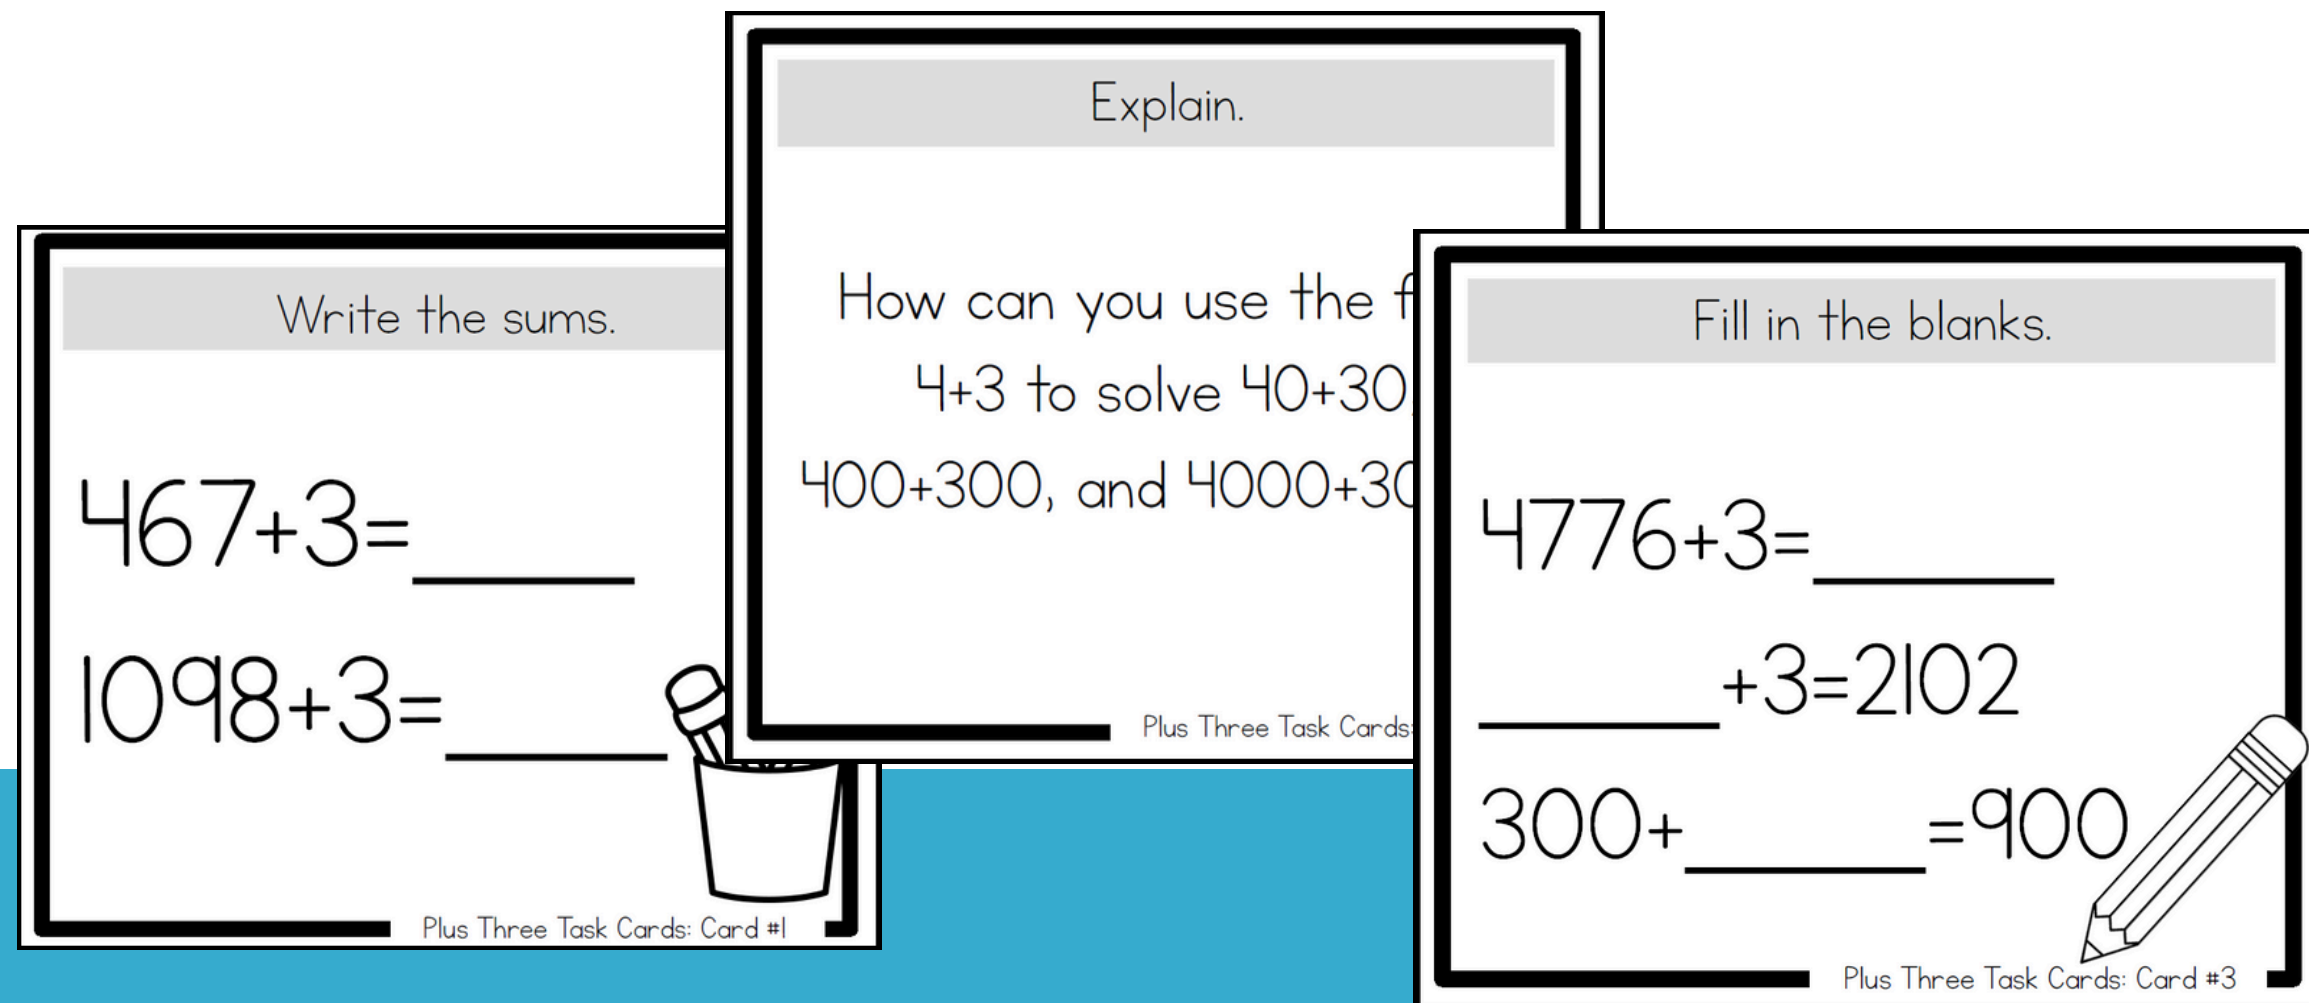 Write the sums.
467+3=
1098+3=
Plus Three Task Cards: Card #1
Explain.
How can you use the
4+3 to solve 40+30,
400+300, and 4000+
Plus Three Task Cards:
Fill in the blanks.
4776+3=
+3=2102
300+ =900
Plus Three Task Cards: Card #3